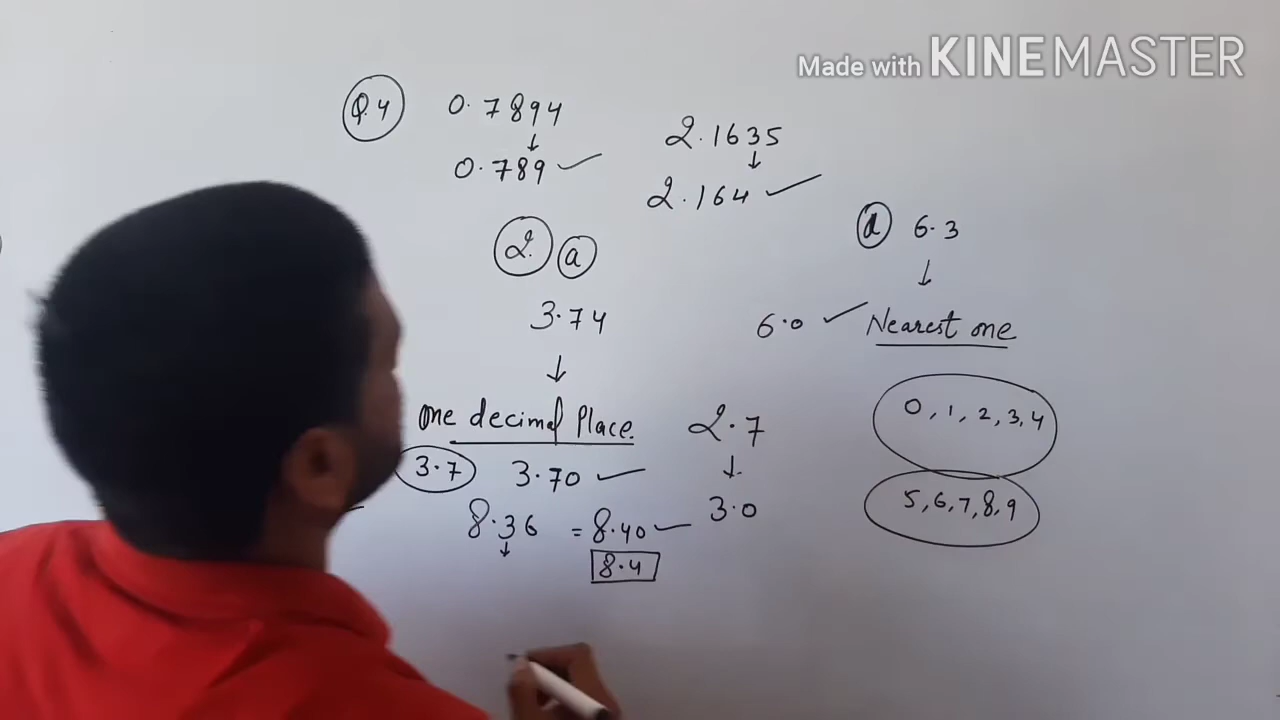 Made with KINEMASTER
Q.4 0.7894
↓
0.789 ✓
2.1635
↓
2.164 ✓
2. a
3.74
↓
One decimal Place.
3.7 3.70 ✓
8.36 = 8.40 ✓
↓
8.4
d 6.3
↓
6.0 ✓ Nearest one
2.7
↓
3.0
0, 1, 2, 3, 4
5, 6, 7, 8, 9